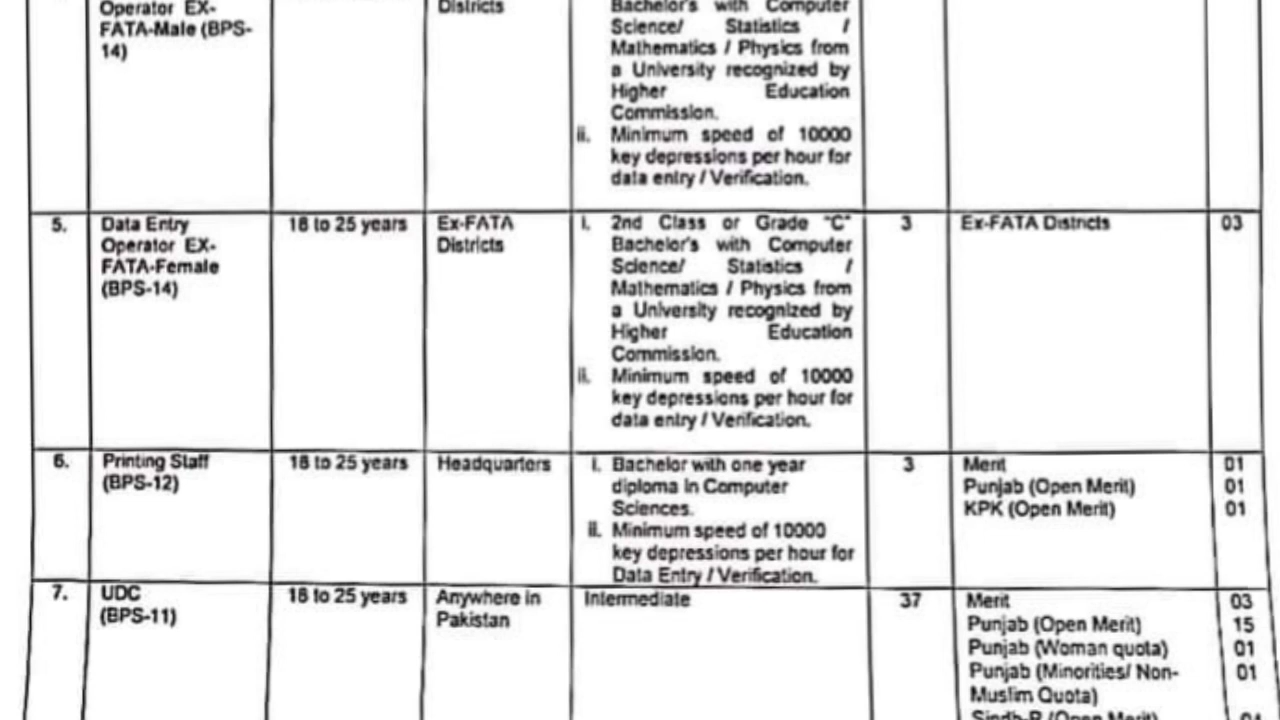 Operator EX-
FATA-Male (BPS-
14)
Districts
Bachelor's with Computer
Science/ Statistics /
Mathematics / Physics from
a University recognized by
Higher Education
Commission.
ii. Minimum speed of 10000
key depressions per hour for
data entry / Verification.
5.
Data Entry
Operator EX-
FATA-Female
(BPS-14)
18 to 25 years
Ex-FATA
Districts
i. 2nd Class or Grade "C"
Bachelor's with Computer
Science/ Statistics /
Mathematics / Physics from
a University recognized by
Higher Education
Commission.
ii. Minimum speed of 10000
key depressions per hour for
data entry / Verification.
3
Ex-FATA Districts 03
6.
Printing Staff
(BPS-12)
18 to 25 years
Headquarters
i. Bachelor with one year
diploma in Computer
Sciences.
ii. Minimum speed of 10000
key depressions per hour for
Data Entry / Verification.
3
Merit 01
Punjab (Open Merit) 01
KPK (Open Merit) 01
7.
UDC
(BPS-11)
18 to 25 years
Anywhere in
Pakistan
Intermediate
37
Merit 03
Punjab (Open Merit) 15
Punjab (Woman quota) 01
Punjab (Minorities/ Non- 01
Muslim Quota)
Sindh-R (Open Merit) 04